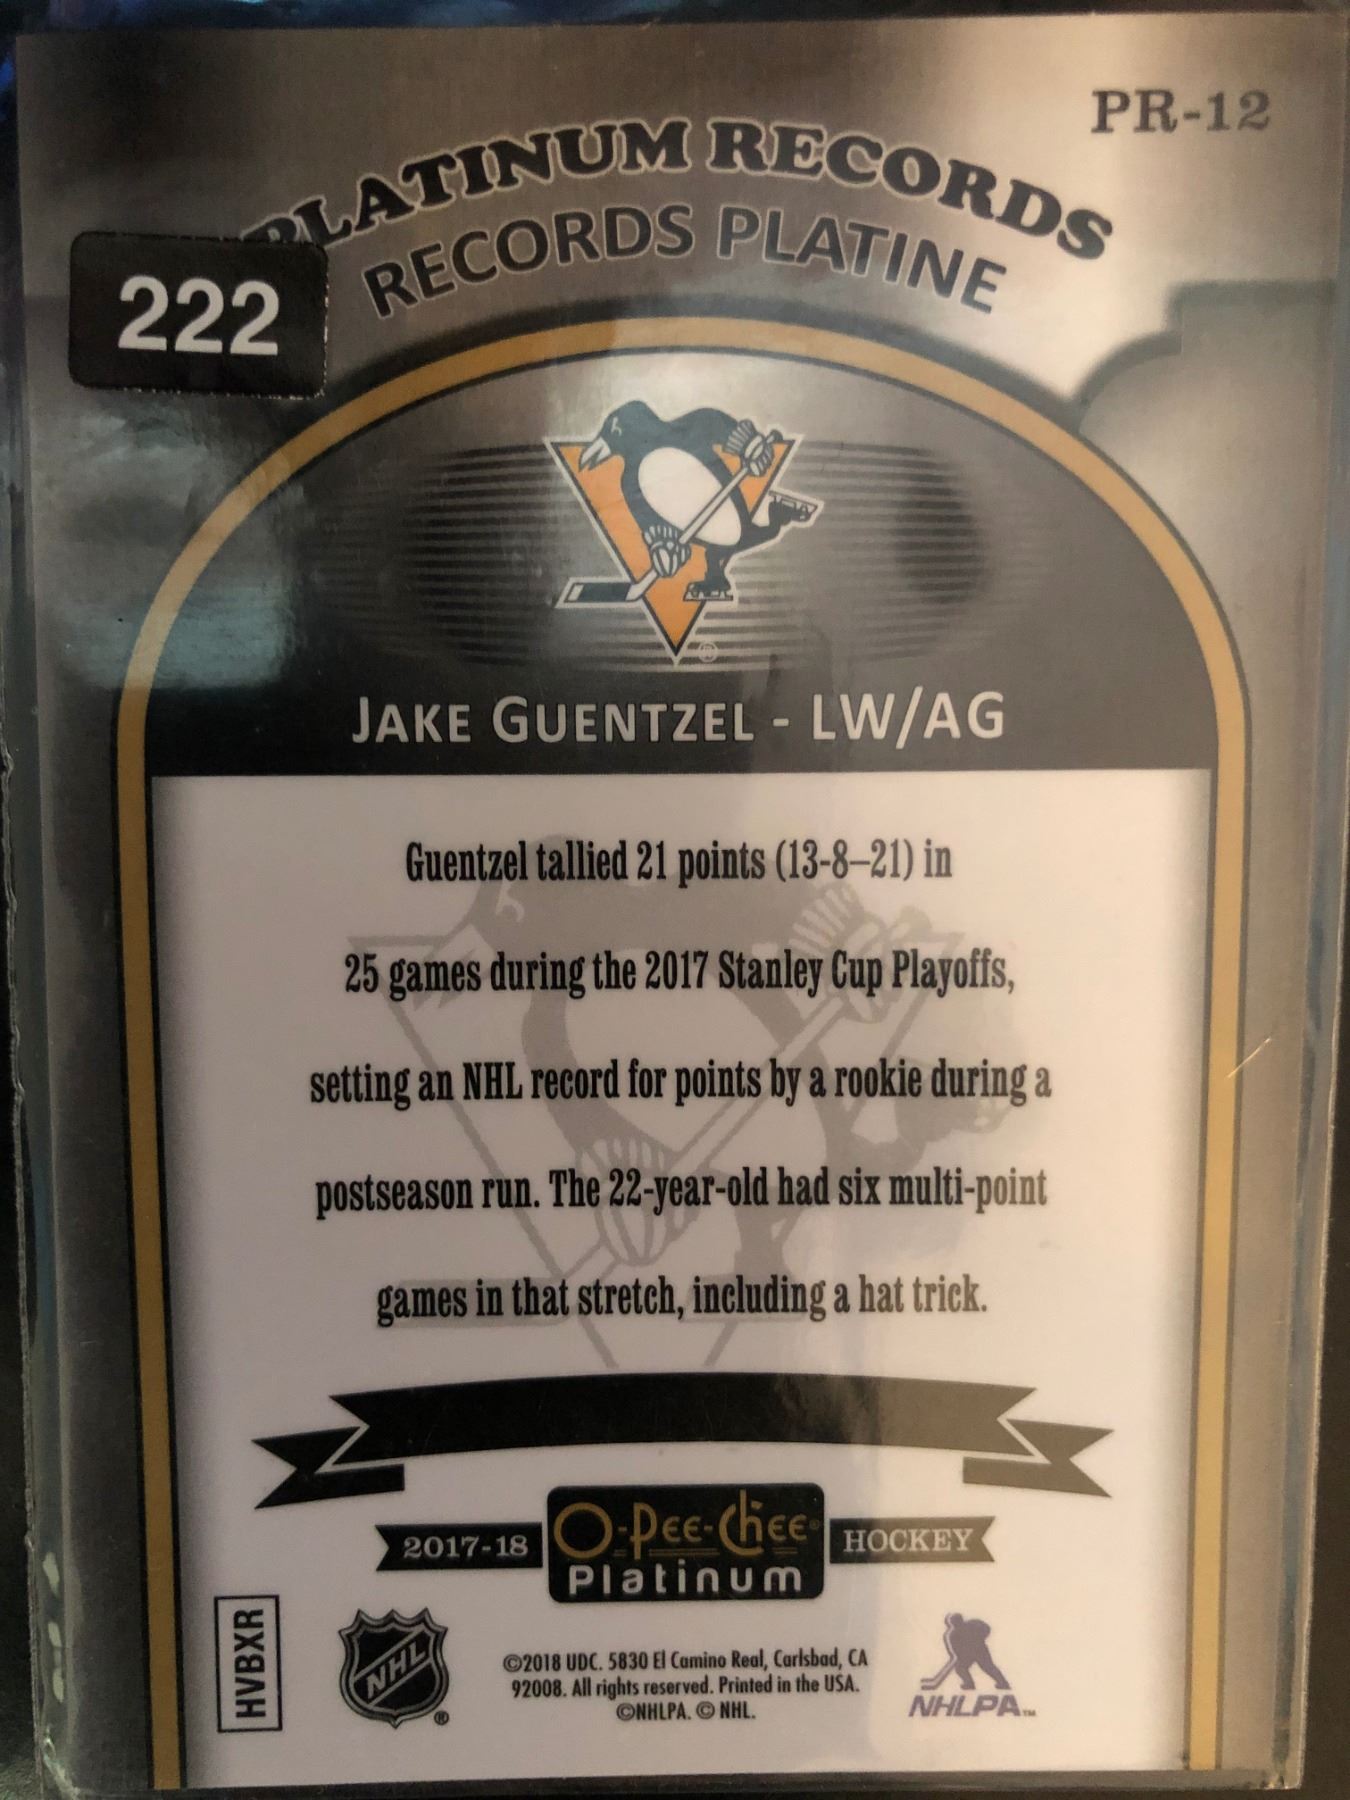 PR-12
PLATINUM RECORDS
RECORDS PLATINE
222
JAKE GUENTZEL - LW/AG
Guentzel tallied 21 points (13-8–21) in
25 games during the 2017 Stanley Cup Playoffs,
setting an NHL record for points by a rookie during a
postseason run. The 22-year-old had six multi-point
games in that stretch, including a hat trick.
2017-18 O-Pee-Chee® HOCKEY
Platinum
HVBXR
NHL ®
©2018 UDC. 5830 El Camino Real, Carlsbad, CA
92008. All rights reserved. Printed in the USA.
©NHLPA. © NHL.
NHLPA™